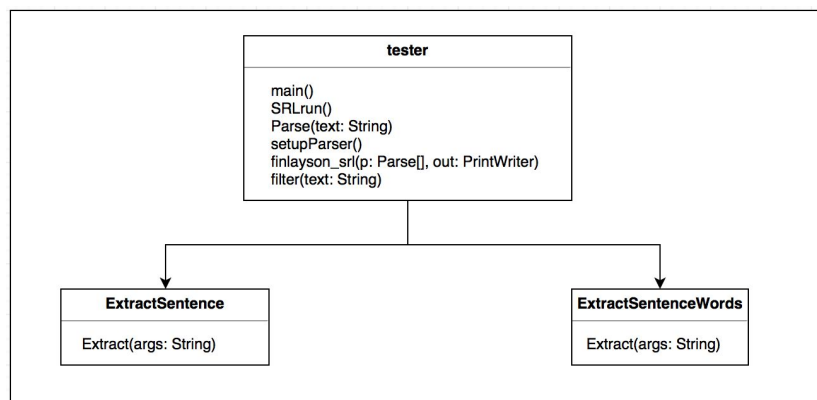 tester
main()
SRLrun()
Parse(text: String)
setupParser()
finlayson_srl(p: Parse[], out: PrintWriter)
filter(text: String)
ExtractSentence
Extract(args: String)
ExtractSentenceWords
Extract(args: String)